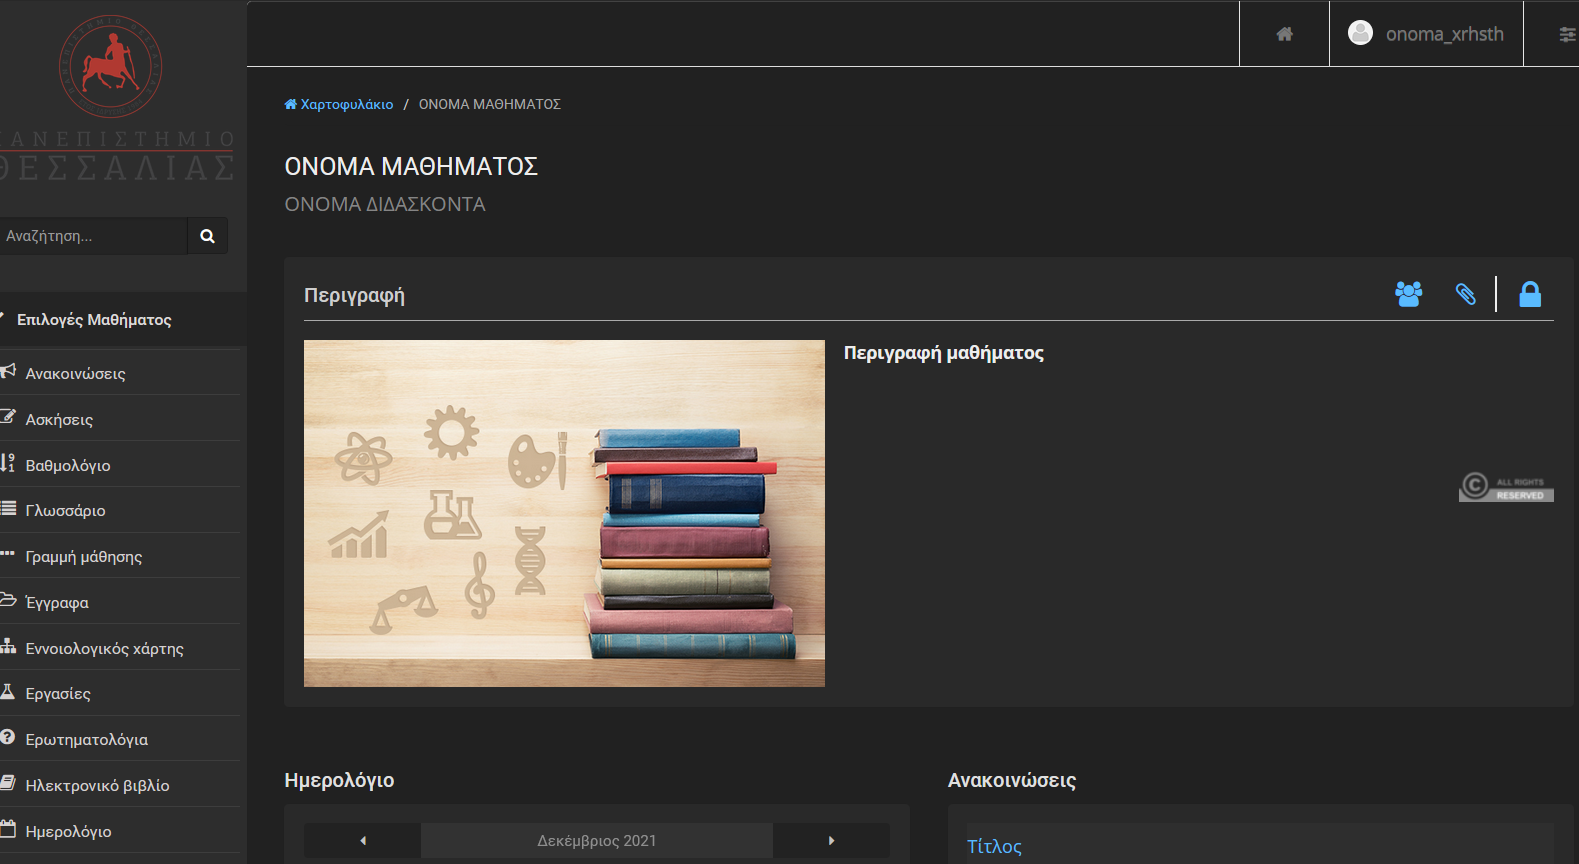 ΠΑΝΕΠΙΣΤΗΜΙΟ ΘΕΣΣΑΛΙΑΣ
ΑΝΕΠΙΣΤΗΜΙΟ
ΘΕΣΣΑΛΙΑΣ
Αναζήτηση...
Επιλογές Μαθήματος
Ανακοινώσεις
Ασκήσεις
Βαθμολόγιο
Γλωσσάριο
Γραμμή μάθησης
Έγγραφα
Εννοιολογικός χάρτης
Εργασίες
Ερωτηματολόγια
Ηλεκτρονικό βιβλίο
Ημερολόγιο
onoma_xrhsth
Χαρτοφυλάκιο / ΟΝΟΜΑ ΜΑΘΗΜΑΤΟΣ
ΟΝΟΜΑ ΜΑΘΗΜΑΤΟΣ
ΟΝΟΜΑ ΔΙΔΑΣΚΟΝΤΑ
Περιγραφή
Περιγραφή μαθήματος
© ALL RIGHTS
RESERVED
Ημερολόγιο
Δεκέμβριος 2021
Ανακοινώσεις
Τίτλος